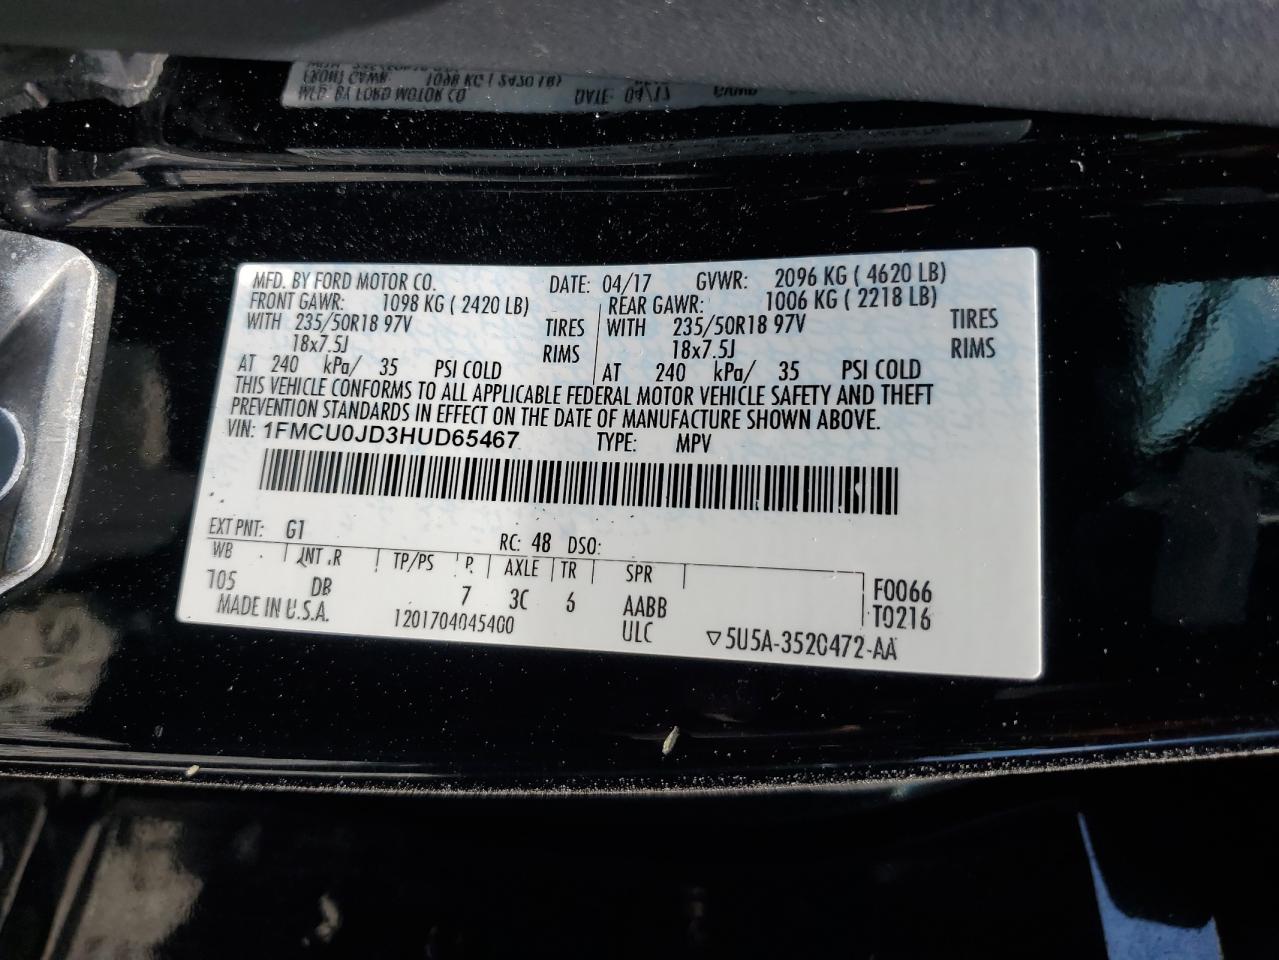 MFD. BY FORD MOTOR CO. DATE: 04/17 GVWR: 2096 KG ( 4620 LB)
FRONT GAWR: 1098 KG ( 2420 LB) REAR GAWR: 1006 KG ( 2218 LB)
WITH 235/50R18 97V TIRES WITH 235/50R18 97V TIRES
18x7.5J RIMS 18x7.5J RIMS
AT 240 kPa/ 35 PSI COLD AT 240 kPa/ 35 PSI COLD
THIS VEHICLE CONFORMS TO ALL APPLICABLE FEDERAL MOTOR VEHICLE SAFETY AND THEFT
PREVENTION STANDARDS IN EFFECT ON THE DATE OF MANUFACTURE SHOWN ABOVE.
VIN: 1FMCU0JD3HUD65467 TYPE: MPV
EXT PNT: G1 RC: 48 DSO:
WB INT R TP/PS P. AXLE TR SPR
105 DB 7 3C 6 AABB F0066
MADE IN U.S.A. 1201704045400 ULC T0216
▽5U5A-3520472-AA